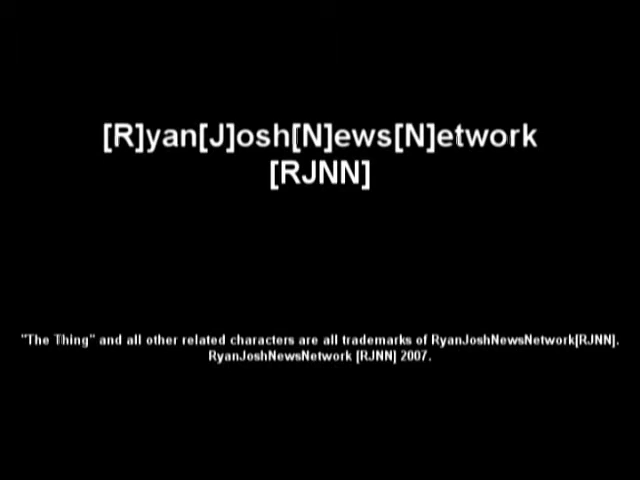 [R]yan[J]osh[N]ews[N]etwork
[RJNN]
"The Thing" and all other related characters are all trademarks of RyanJoshNewsNetwork[RJNN].
RyanJoshNewsNetwork [RJNN] 2007.